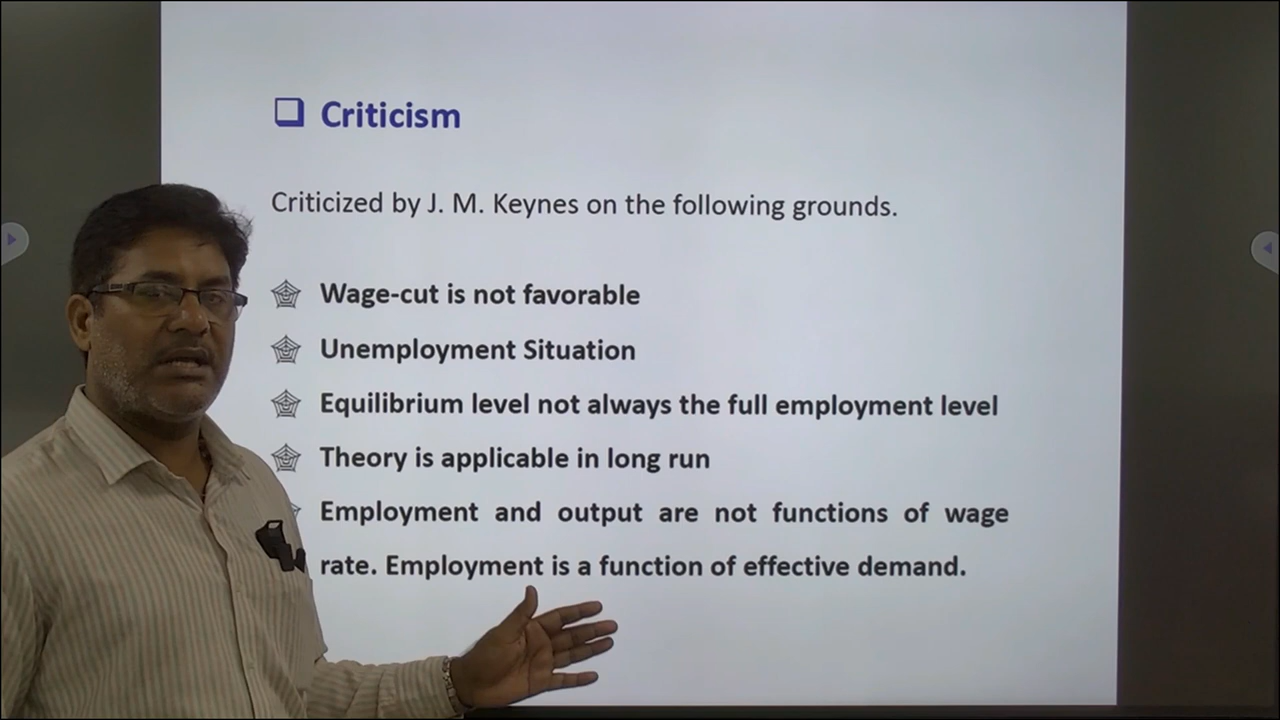 Criticism
Criticized by J. M. Keynes on the following grounds.
Wage-cut is not favorable
Unemployment Situation
Equilibrium level not always the full employment level
Theory is applicable in long run
Employment and output are not functions of wage
rate. Employment is a function of effective demand.